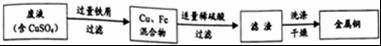 废液
(含CuSO₄)
过量铁屑
过滤
Cu、Fe
混合物
适量稀硫酸
过滤
滤渣
洗涤
干燥
金属铜